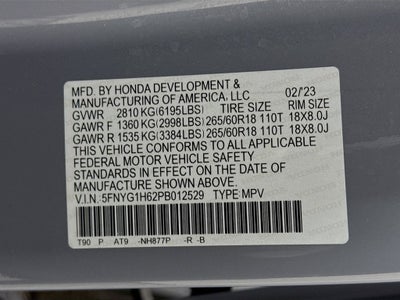 MFD. BY HONDA DEVELOPMENT & 02/23
MANUFACTURING OF AMERICA, LLC
GVWR 2810 KG(6195LBS) TIRE SIZE RIM SIZE
GAWR F 1360 KG(2998LBS) 265/60R18 110T 18X8.0J
GAWR R 1535 KG(3384LBS) 265/60R18 110T 18X8.0J
THIS VEHICLE CONFORMS TO ALL APPLICABLE
FEDERAL MOTOR VEHICLE SAFETY
STANDARDS IN EFFECT ON THE DATE OF MANUFACTURE SHOWN ABOVE.
V.I.N.: 5FNYG1H62PB012529 TYPE: MPV
T90 P AT9 -NH877P -R -B